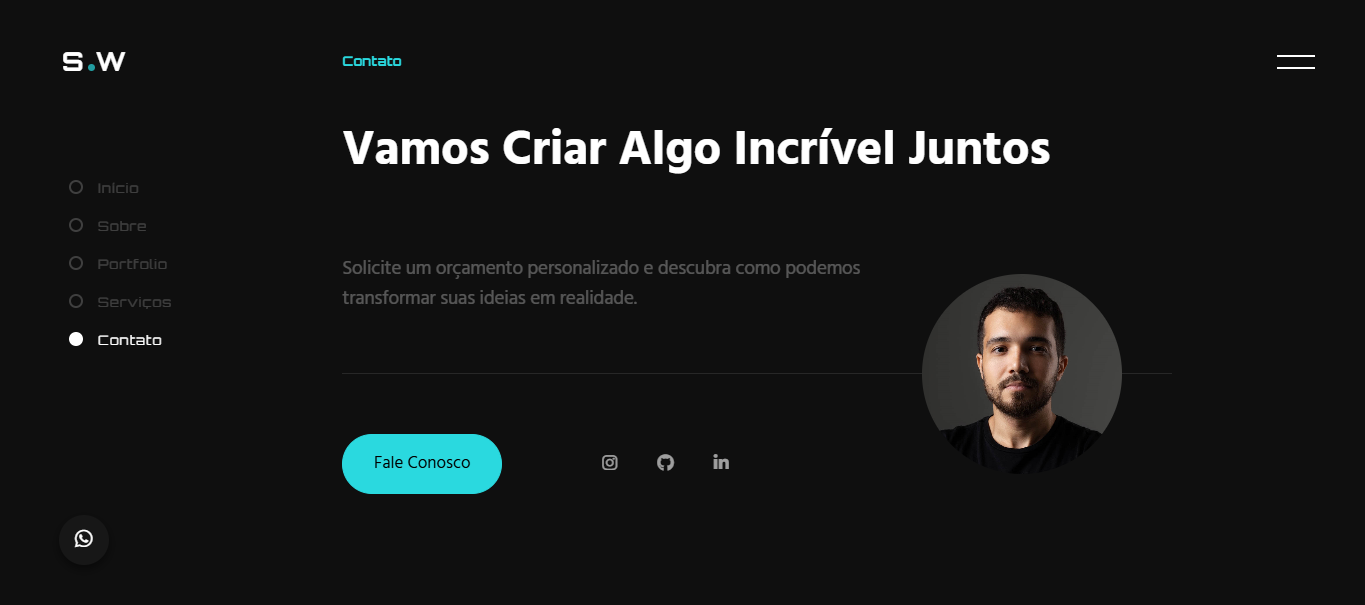 S.W
Contato
Vamos Criar Algo Incrível Juntos
Início
Sobre
Portfolio
Serviços
Contato
Solicite um orçamento personalizado e descubra como podemos
transformar suas ideias em realidade.
Fale Conosco